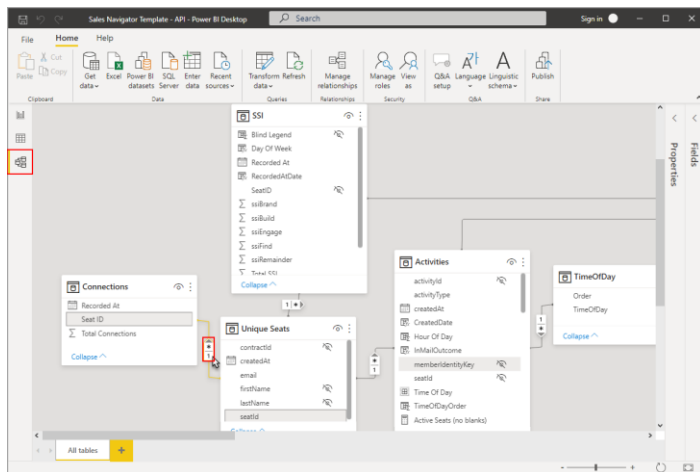 Sales Navigator Template - API - Power BI Desktop
Search
Sign in
File
Home
Help
Paste
Cut
Copy
Get data
Excel
Power BI datasets
SQL Server
Enter data
Recent sources
Transform data
Refresh
Manage relationships
Manage roles
View as
Q&A setup
Language
Linguistic schema
Publish
Clipboard
Data
Queries
Relationships
Security
Q&A
Share
SSI
Blind Legend
Day Of Week
Recorded At
RecordedAtDate
SeatID
ssiBrand
ssiBuild
ssiEngage
ssiFind
ssiRemainder
Total SSI
Collapse
1 *
Connections
Recorded At
Seat ID
Total Connections
Collapse
*
1
Unique Seats
contractId
createdAt
email
firstName
lastName
seatId
Collapse
*
1
Activities
activityId
activityType
createdAt
CreatedDate
Hour Of Day
InMailOutcome
memberIdentityKey
seatId
Time Of Day
TimeOfDayOrder
Active Seats (no blanks)
1
*
TimeOfDay
Order
TimeOfDay
Collapse
Properties
Fields
All tables
+